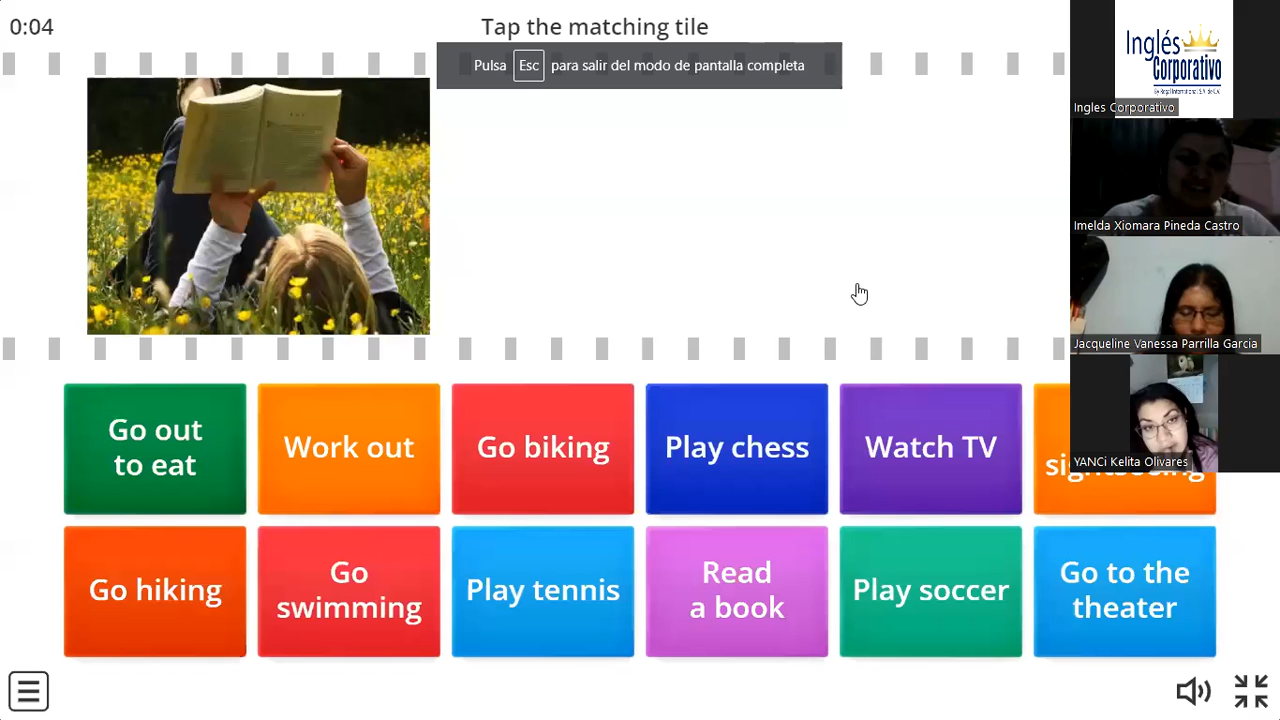 0:04
Tap the matching tile
Pulsa Esc para salir del modo de pantalla completa
Inglés
Corporativo
Ingles Corporativo
Imelda Xiomara Pineda Castro
Jacqueline Vanessa Parrilla Garcia
YANCi Kelita Olivares
Go out
to eat
Work out
Go biking
Play chess
Watch TV
Go hiking
Go
swimming
Play tennis
Read
a book
Play soccer
Go to the
theater